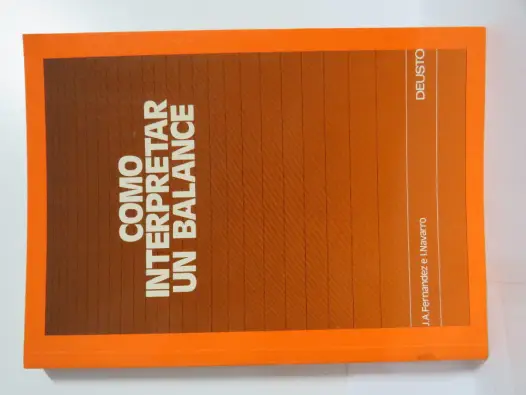 COMO
INTERPRETAR
UN BALANCE
J.A.Fernandez e I.Navarro
DEUSTO